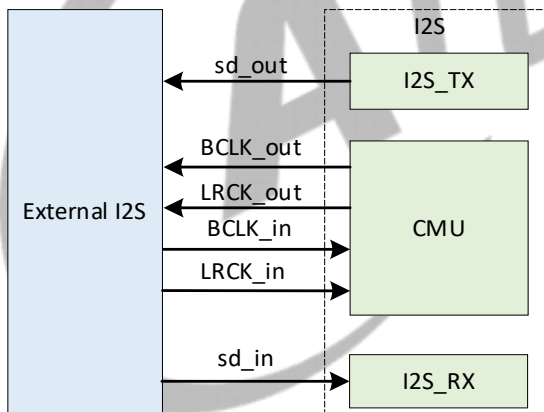 I2S
sd_out
I2S_TX
BCLK_out
LRCK_out
External I2S
BCLK_in
CMU
LRCK_in
sd_in
I2S_RX